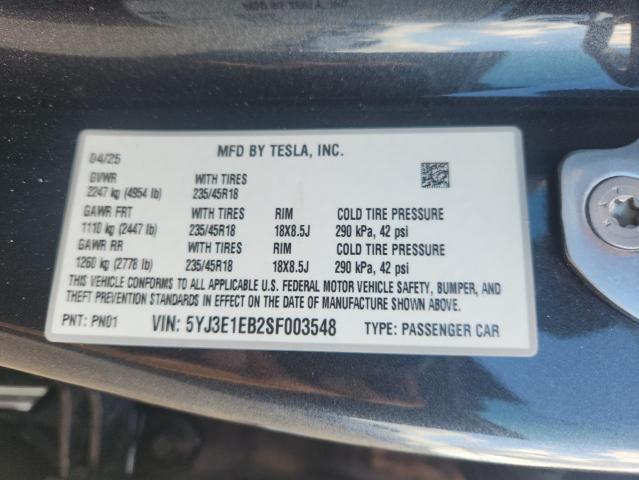 04/25 MFD BY TESLA, INC.
GVWR WITH TIRES
2247 kg (4954 lb) 235/45R18
GAWR FRT WITH TIRES RIM COLD TIRE PRESSURE
1110 kg (2447 lb) 235/45R18 18X8.5J 290 kPa, 42 psi
GAWR RR WITH TIRES RIM COLD TIRE PRESSURE
1260 kg (2778 lb) 235/45R18 18X8.5J 290 kPa, 42 psi
THIS VEHICLE CONFORMS TO ALL APPLICABLE U.S. FEDERAL MOTOR VEHICLE SAFETY, BUMPER, AND
THEFT PREVENTION STANDARDS IN EFFECT ON THE DATE OF MANUFACTURE SHOWN ABOVE.
PNT: PN01 VIN: 5YJ3E1EB2SF003548 TYPE: PASSENGER CAR